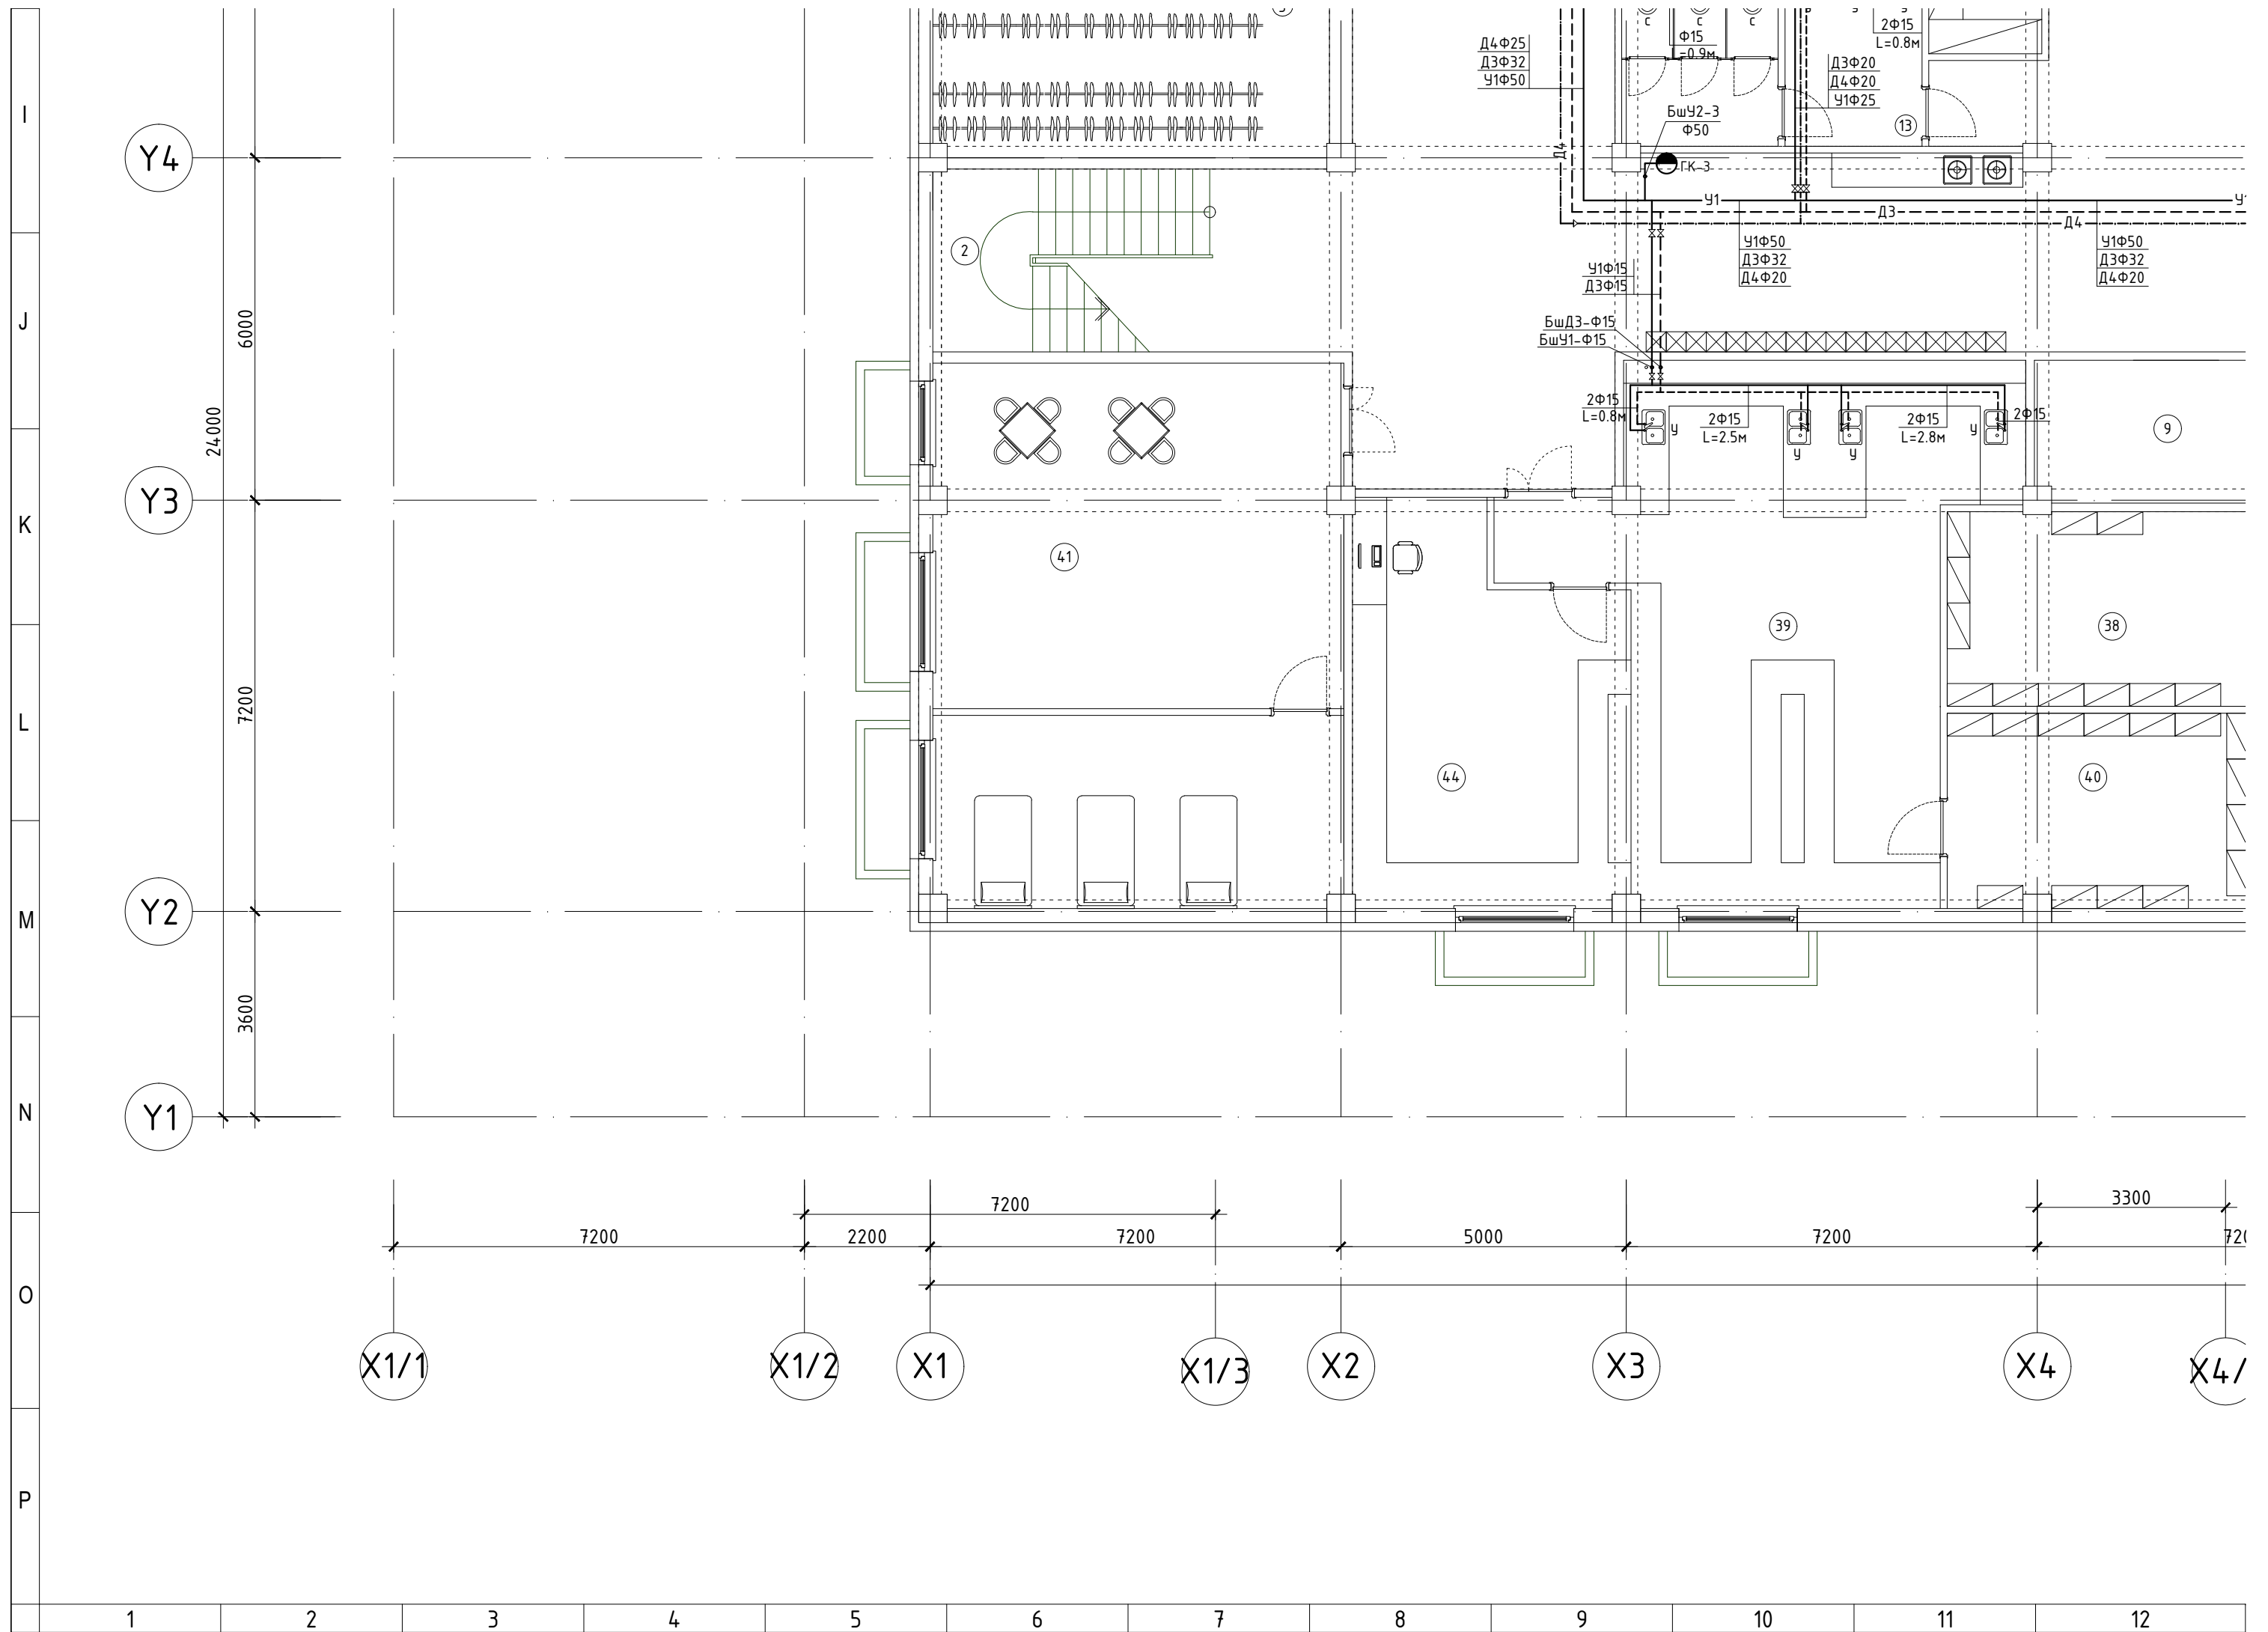 I
J
K
L
M
N
O
P
Y4
Y3
Y2
Y1
24000
6000
7200
3600
Д4Ф25
Д3Ф32
У1Ф50
Ф15
L=0.9м
с
с
с
2Ф15
L=0.8м
Д3Ф20
Д4Ф20
У1Ф25
БшУ2-3
Ф50
13
Д4
ГК-3
У1
Д3
Д4
2
У1Ф50
Д3Ф32
Д4Ф20
У1Ф50
Д3Ф32
Д4Ф20
У1Ф15
Д3Ф15
БшД3-Ф15
БшУ1-Ф15
2Ф15
L=0.8м
У
2Ф15
L=2.5м
У
У
2Ф15
L=2.8м
У
2Ф15
9
41
39
38
44
40
7200
3300
7200
2200
7200
5000
7200
X1/1
X1/2
X1
X1/3
X2
X3
X4
1
2
3
4
5
6
7
8
9
10
11
12